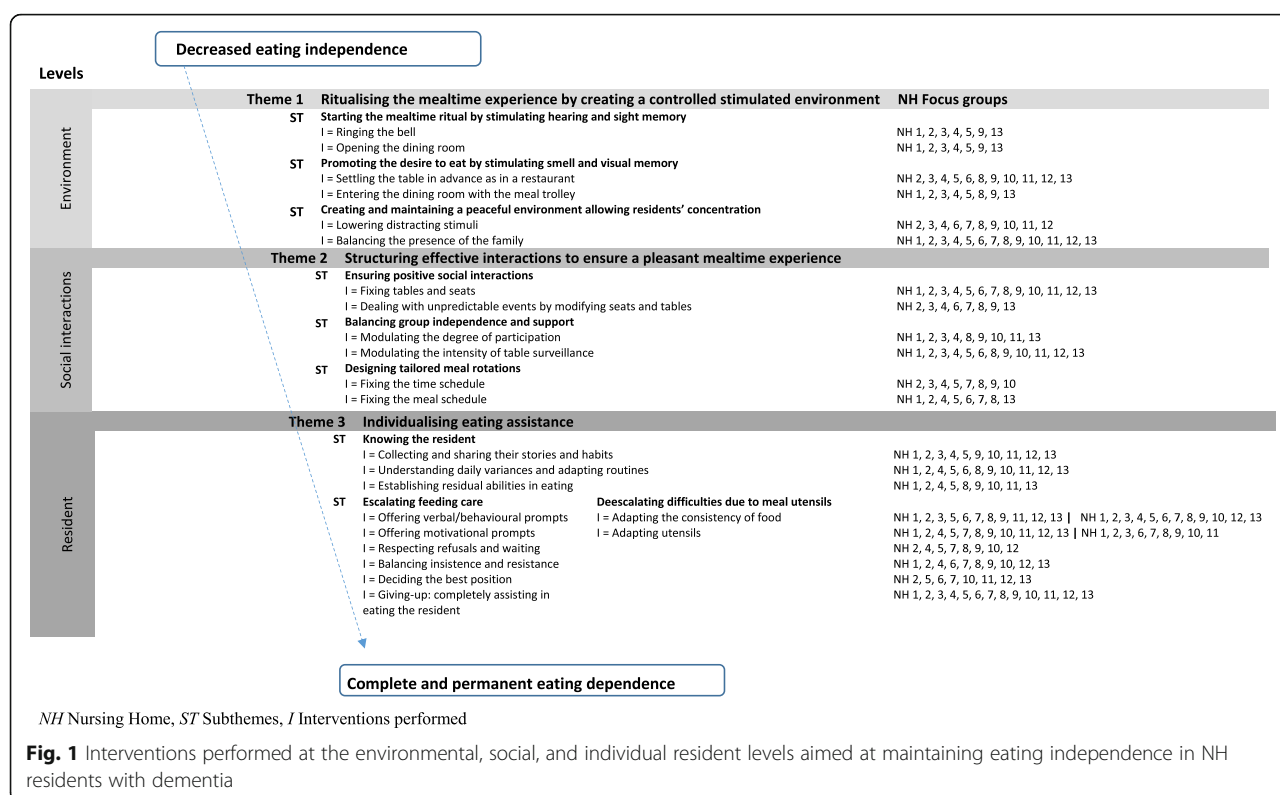 Decreased eating independence
Levels
Theme 1 Ritualising the mealtime experience by creating a controlled stimulated environment NH Focus groups
Environment
ST Starting the mealtime ritual by stimulating hearing and sight memory
I = Ringing the bell NH 1, 2, 3, 4, 5, 9, 13
I = Opening the dining room NH 1, 2, 3, 4, 5, 9, 13
ST Promoting the desire to eat by stimulating smell and visual memory
I = Settling the table in advance as in a restaurant NH 2, 3, 4, 5, 6, 8, 9, 10, 11, 12, 13
I = Entering the dining room with the meal trolley NH 1, 2, 3, 4, 5, 8, 9, 13
ST Creating and maintaining a peaceful environment allowing residents' concentration
I = Lowering distracting stimuli NH 2, 3, 4, 6, 7, 8, 9, 10, 11, 12
I = Balancing the presence of the family NH 1, 2, 3, 4, 5, 6, 7, 8, 9, 10, 11, 12, 13
Theme 2 Structuring effective interactions to ensure a pleasant mealtime experience
Social interactions
ST Ensuring positive social interactions
I = Fixing tables and seats NH 1, 2, 3, 4, 5, 6, 7, 8, 9, 10, 11, 12, 13
I = Dealing with unpredictable events by modifying seats and tables NH 2, 3, 4, 6, 7, 8, 9, 13
ST Balancing group independence and support
I = Modulating the degree of participation NH 1, 2, 3, 4, 8, 9, 10, 11, 13
I = Modulating the intensity of table surveillance NH 1, 2, 3, 4, 5, 6, 8, 9, 10, 11, 12, 13
ST Designing tailored meal rotations
I = Fixing the time schedule NH 2, 3, 4, 5, 7, 8, 9, 10
I = Fixing the meal schedule NH 1, 2, 4, 5, 6, 7, 8, 13
Theme 3 Individualising eating assistance
Resident
ST Knowing the resident
I = Collecting and sharing their stories and habits NH 1, 2, 3, 4, 5, 9, 10, 11, 12, 13
I = Understanding daily variances and adapting routines NH 1, 2, 4, 5, 6, 8, 9, 10, 11, 12, 13
I = Establishing residual abilities in eating NH 1, 2, 4, 5, 8, 9, 10, 11, 13
ST Escalating feeding care Deescalating difficulties due to meal utensils
I = Offering verbal/behavioural prompts I = Adapting the consistency of food NH 1, 2, 3, 5, 6, 7, 8, 9, 11, 12, 13 | NH 1, 2, 3, 4, 5, 6, 7, 8, 9, 10, 12, 13
I = Offering motivational prompts I = Adapting utensils NH 1, 2, 4, 5, 7, 8, 9, 10, 11, 12, 13 | NH 1, 2, 3, 6, 7, 8, 9, 10, 11
I = Respecting refusals and waiting NH 2, 4, 5, 7, 8, 9, 10, 12
I = Balancing insistence and resistance NH 1, 2, 4, 6, 7, 8, 9, 10, 12, 13
I = Deciding the best position NH 2, 5, 6, 7, 10, 11, 12, 13
I = Giving-up: completely assisting in NH 1, 2, 3, 4, 5, 6, 7, 8, 9, 10, 11, 12, 13
eating the resident
Complete and permanent eating dependence
NH Nursing Home, ST Subthemes, I Interventions performed
Fig. 1 Interventions performed at the environmental, social, and individual resident levels aimed at maintaining eating independence in NH
residents with dementia